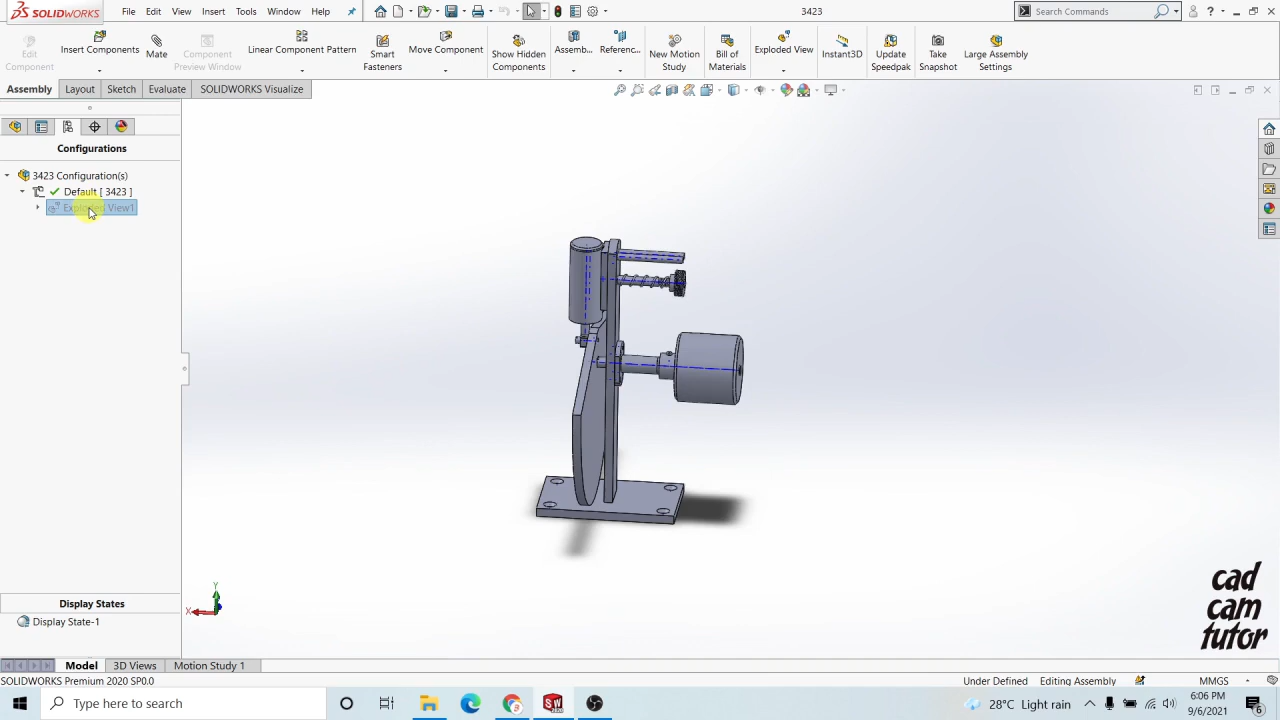 SOLIDWORKS File Edit View Insert Tools Window Help 3423 Search Commands
Edit Component
Insert Components
Mate
Component Preview Window
Linear Component Pattern
Smart Fasteners
Move Component
Show Hidden Components
Assemb...
Referenc...
New Motion Study
Bill of Materials
Exploded View
Instant3D
Update Speedpak
Take Snapshot
Large Assembly Settings
Assembly Layout Sketch Evaluate SOLIDWORKS Visualize
Configurations
3423 Configuration(s)
Default [ 3423 ]
Exploded View1
Y
X
cad
cam
tutor
Display States
Display State-1
Model 3D Views Motion Study 1
SOLIDWORKS Premium 2020 SP0.0 Under Defined Editing Assembly MMGS
Type here to search
28°C Light rain
6:06 PM
9/6/2021
6